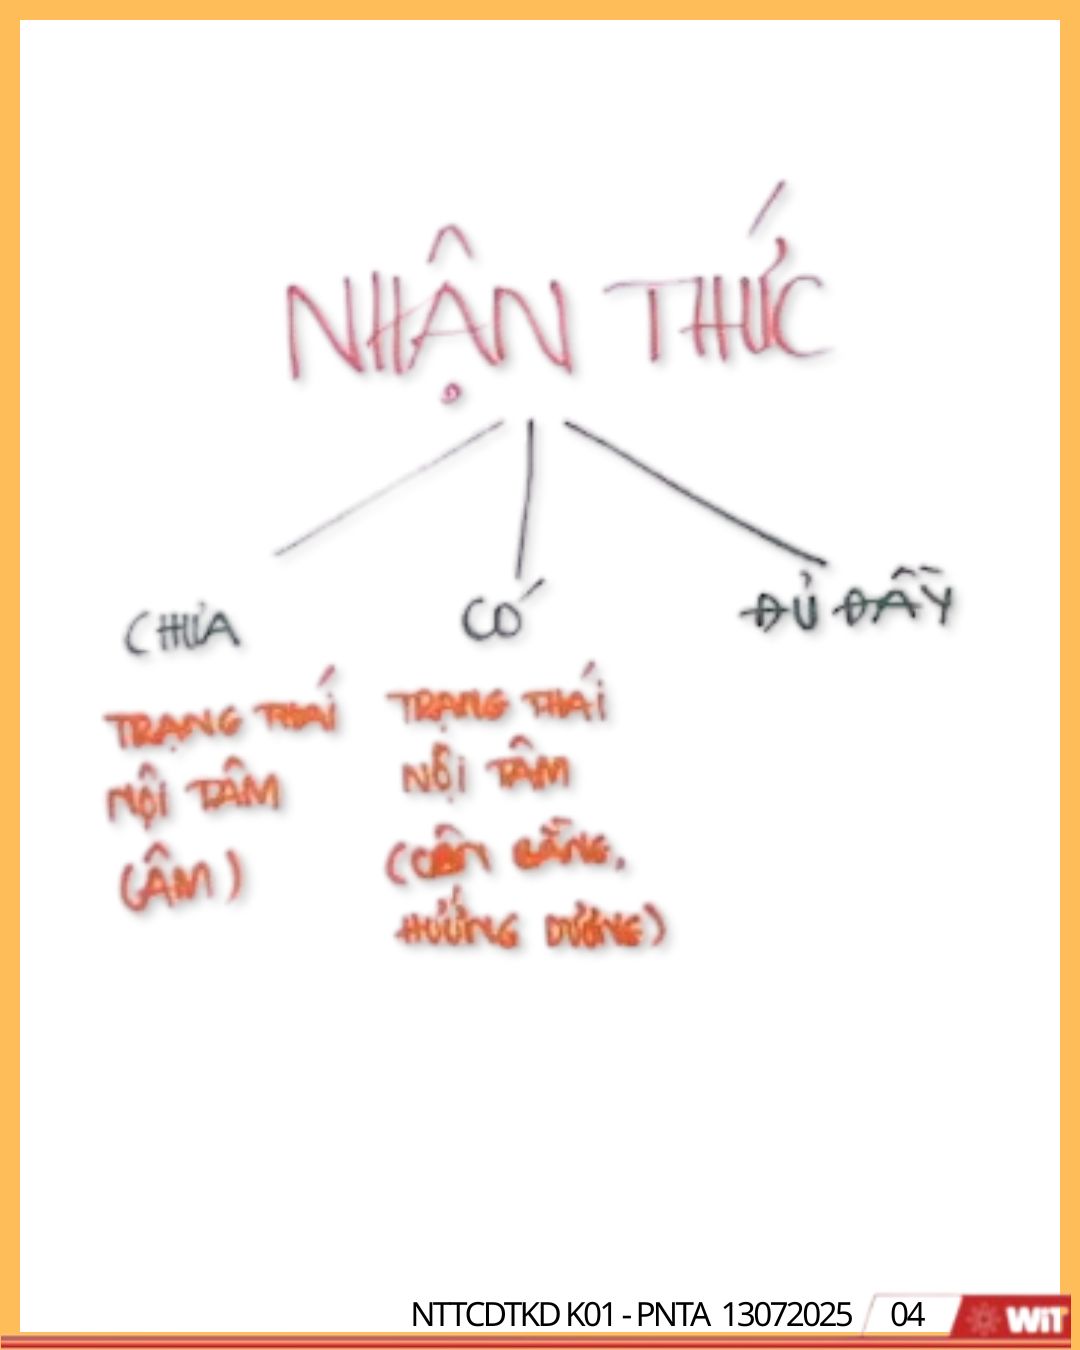 NHẬN THỨC
CHƯA
CÓ
ĐỦ ĐẦY
TRẠNG THÁI
NỘI TÂM
(ÂM)
TRẠNG THÁI
NỘI TÂM
(CÂN BẰNG,
HƯỚNG DƯƠNG)
NTTCDTKD K01 - PNTA 13072025 04 WiT